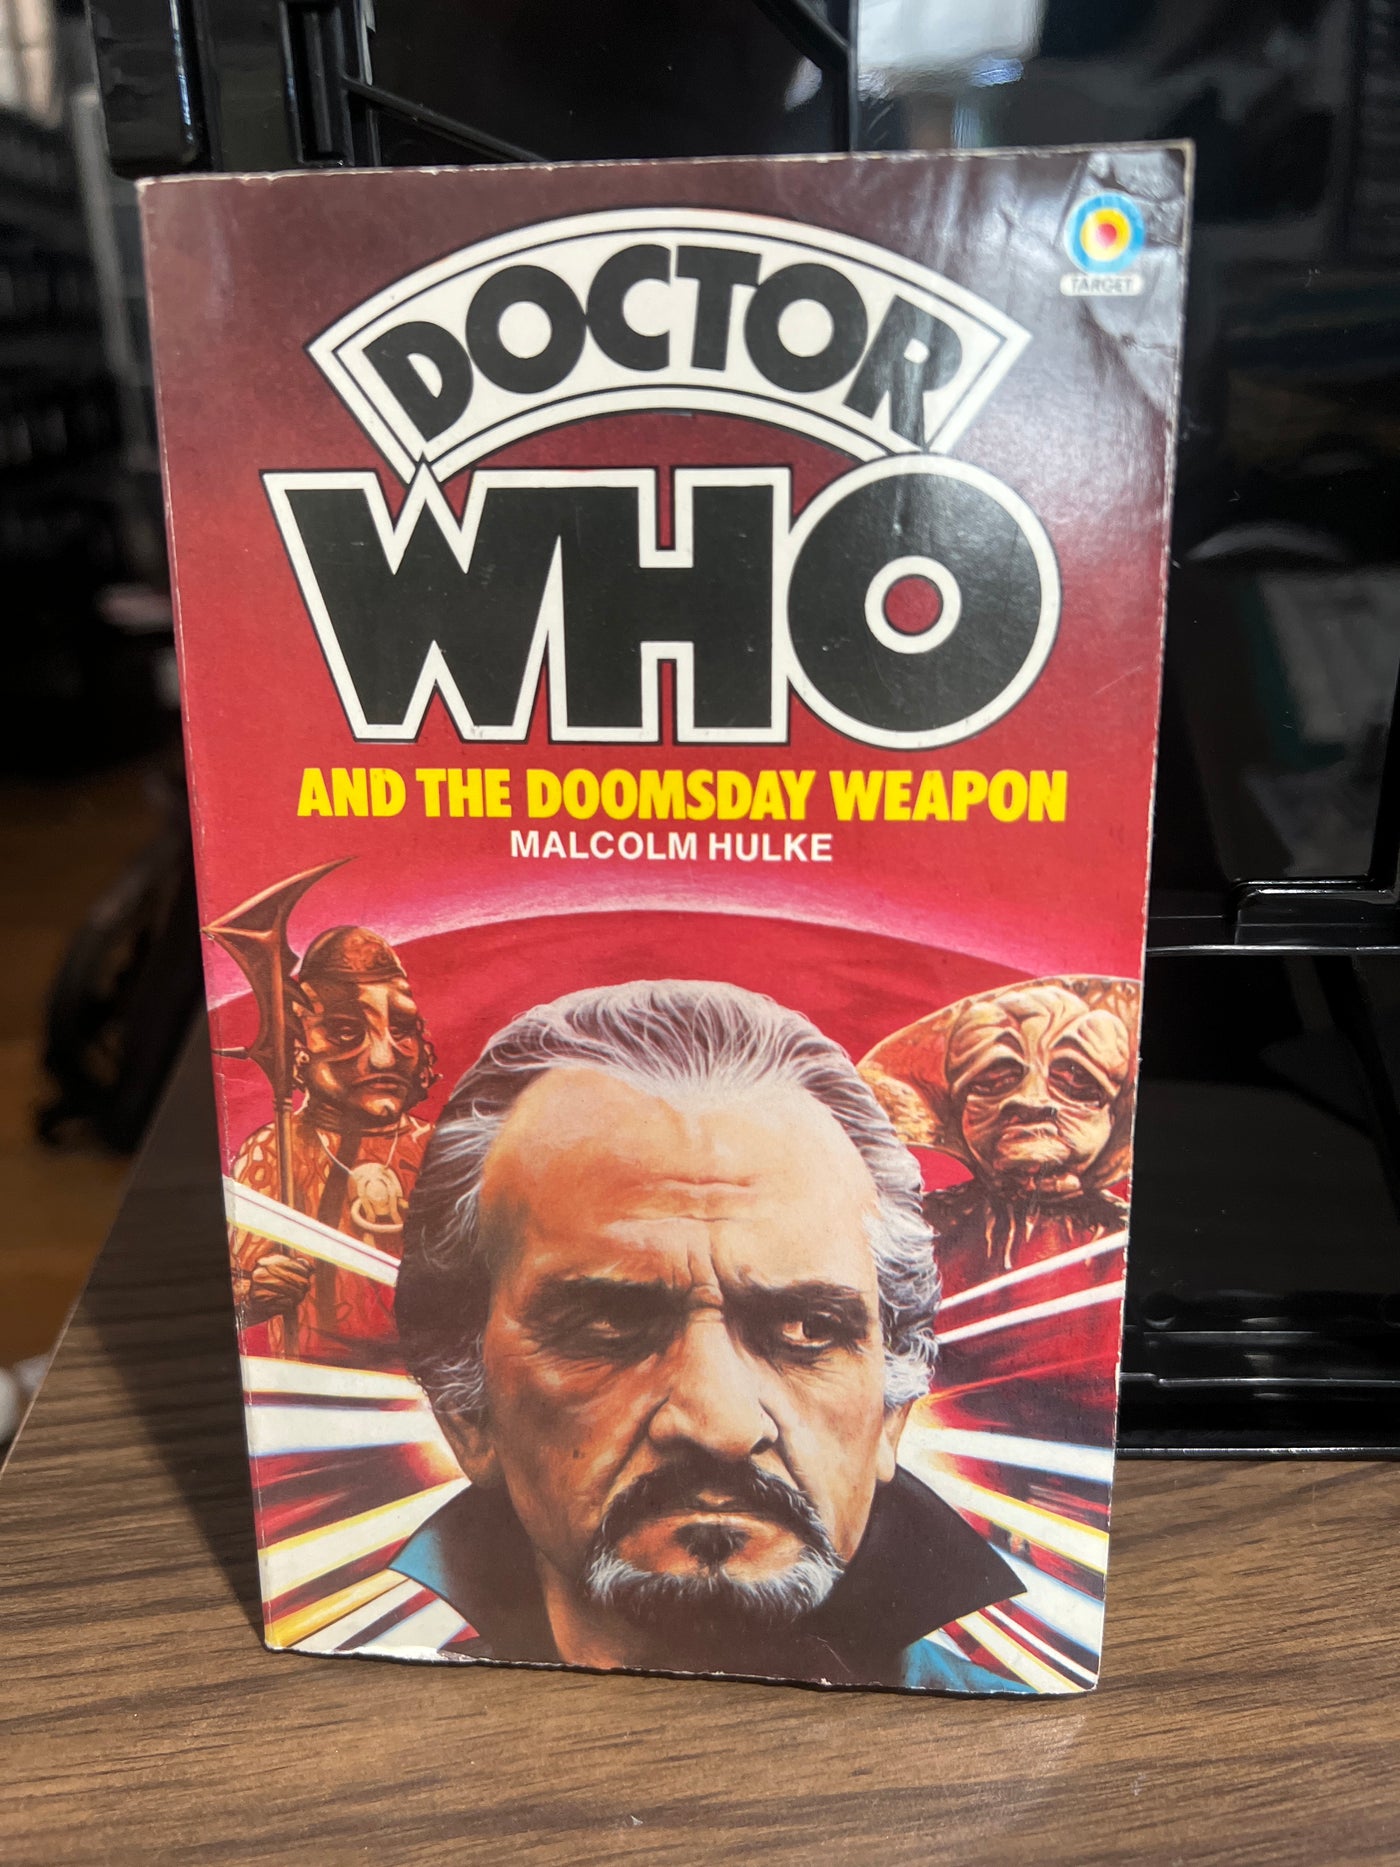 TARGET
DOCTOR
WHO
AND THE DOOMSDAY WEAPON
MALCOLM HULKE